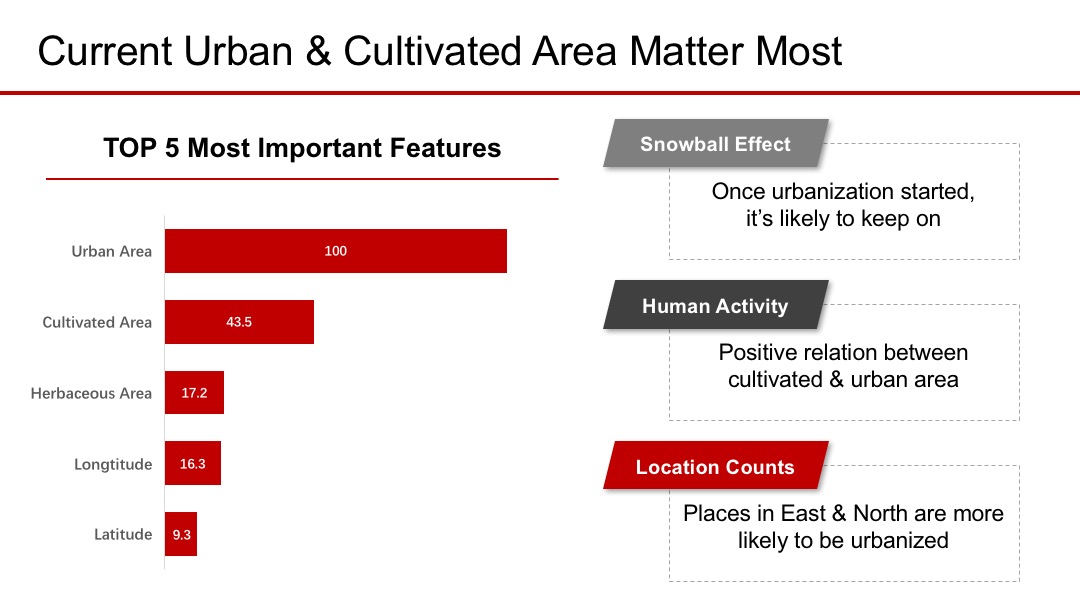 Current Urban & Cultivated Area Matter Most
TOP 5 Most Important Features
Urban Area
100
Cultivated Area
43.5
Herbaceous Area
17.2
Longtitude
16.3
Latitude
9.3
Snowball Effect
Once urbanization started,
it’s likely to keep on
Human Activity
Positive relation between
cultivated & urban area
Location Counts
Places in East & North are more
likely to be urbanized